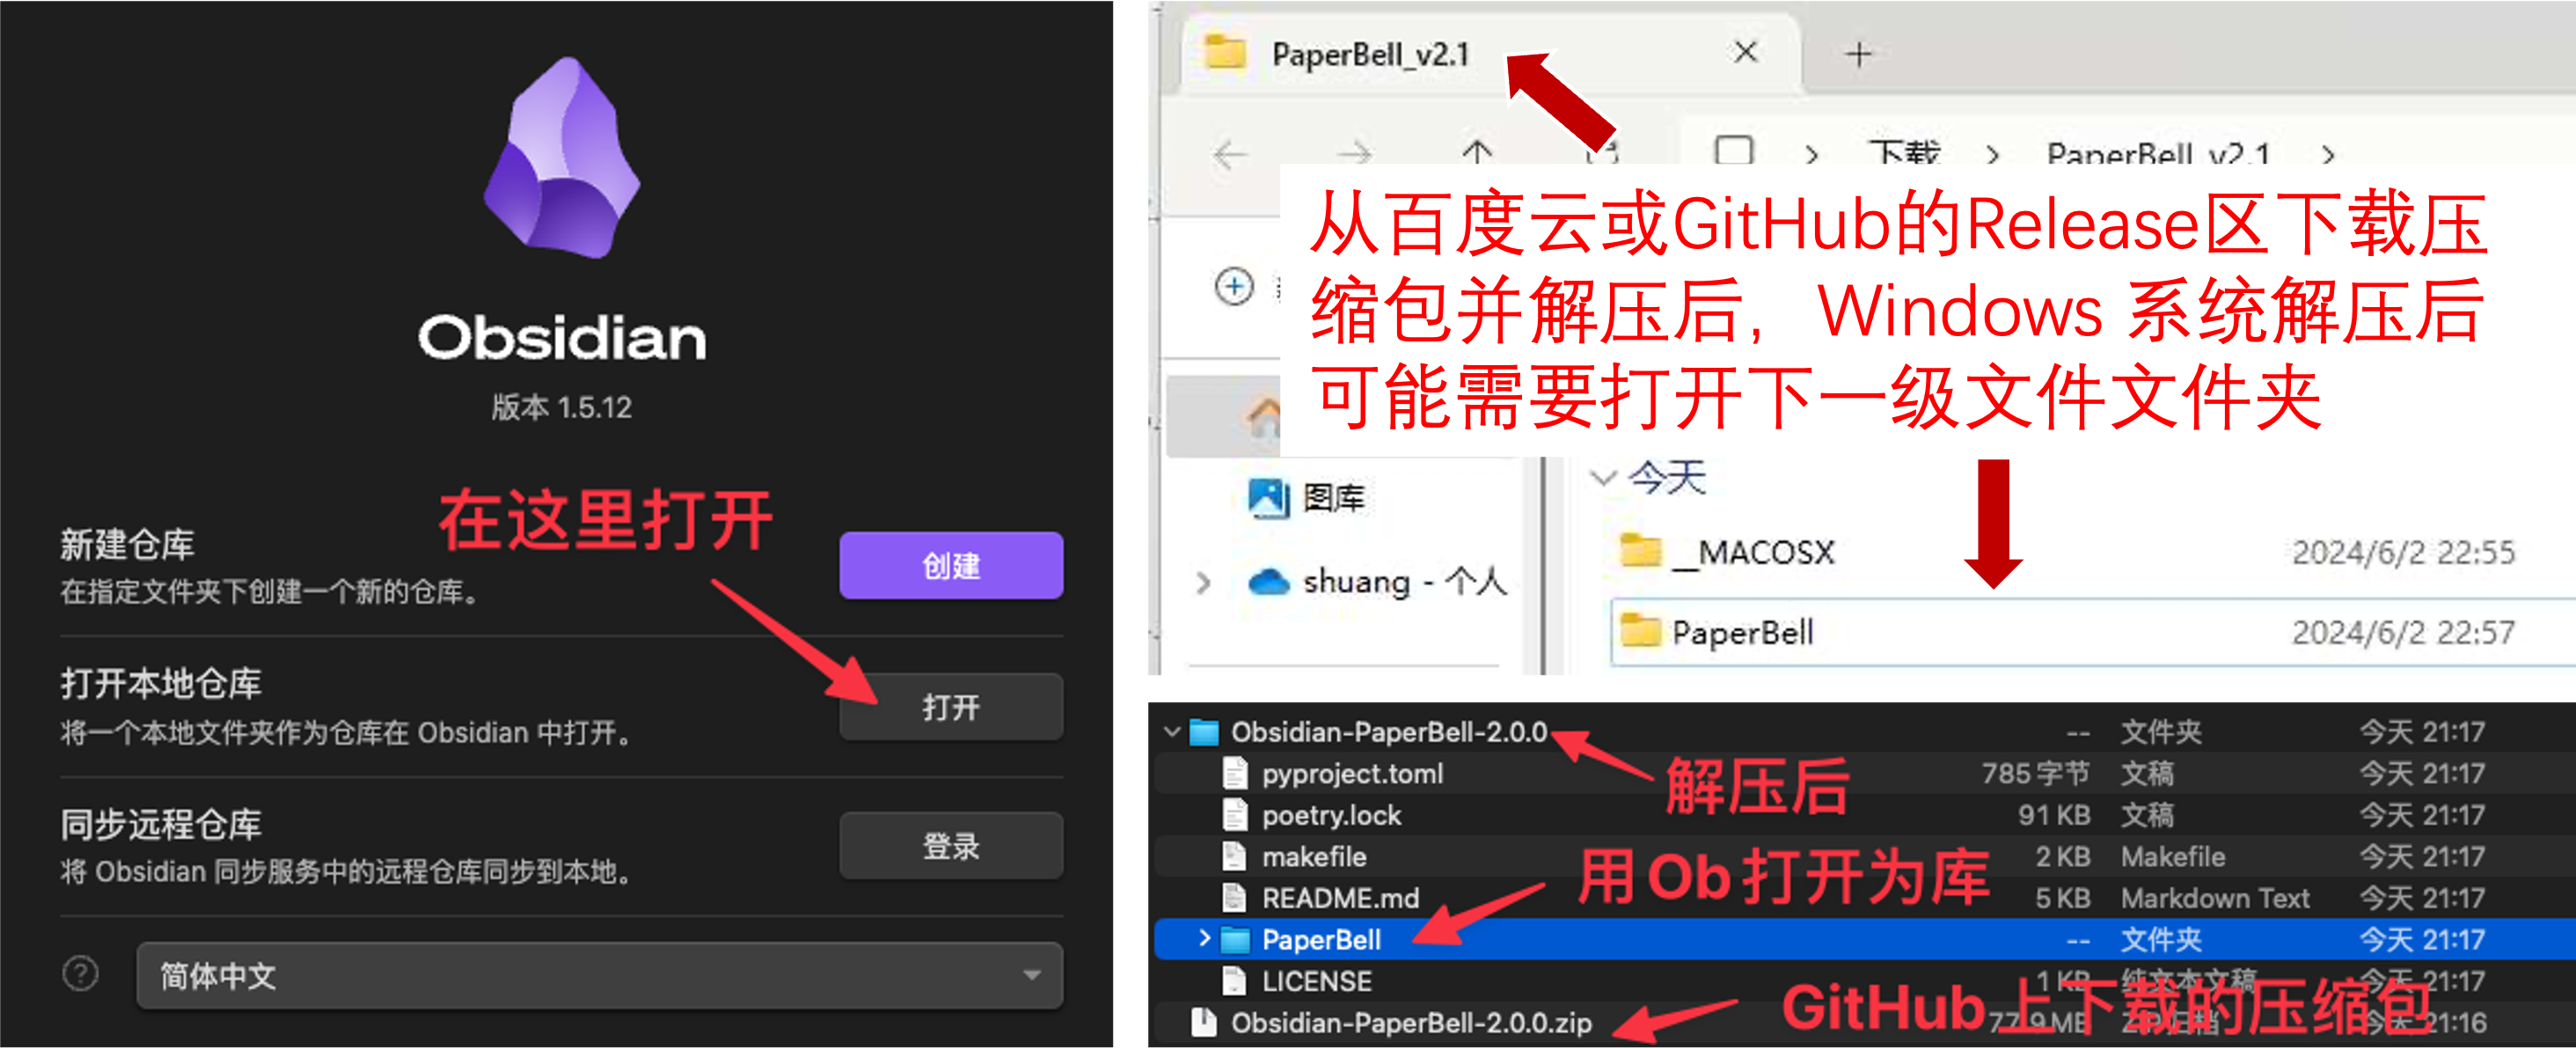 Obsidian
版本 1.5.12
在这里打开
新建仓库
在指定文件夹下创建一个新的仓库。
创建
打开本地仓库
将一个本地文件夹作为仓库在 Obsidian 中打开。
打开
同步远程仓库
将 Obsidian 同步服务中的远程仓库同步到本地。
登录
简体中文
PaperBell_v2.1
下载 > PaperBell_v2.1 >
从百度云或GitHub的Release区下载压
缩包并解压后，Windows 系统解压后
可能需要打开下一级文件文件夹
图库
shuang - 个人
今天
__MACOSX 2024/6/2 22:55
PaperBell 2024/6/2 22:57
Obsidian-PaperBell-2.0.0 -- 文件夹 今天 21:17
解压后
pyproject.toml 785 字节 文稿 今天 21:17
poetry.lock 91 KB 文稿 今天 21:17
makefile 2 KB Makefile 今天 21:17
用Ob打开为库
README.md 5 KB Markdown Text 今天 21:17
PaperBell -- 文件夹 今天 21:17
LICENSE 1 KB 纯文本文稿 今天 21:17
GitHub上下载的压缩包
Obsidian-PaperBell-2.0.0.zip 77.9 MB 今天 21:16